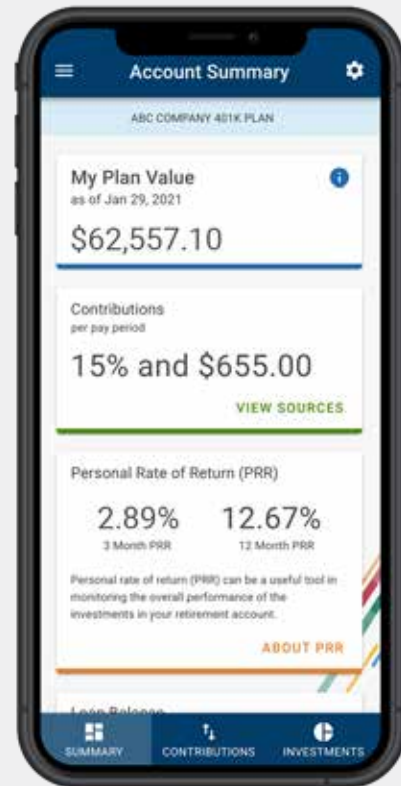 Account Summary
ABC COMPANY 401K PLAN
My Plan Value
as of Jan 29, 2021
$62,557.10
Contributions
per pay period
15% and $655.00
VIEW SOURCES
Personal Rate of Return (PRR)
2.89% 12.67%
3 Month PRR 12 Month PRR
Personal rate of return (PRR) can be a useful tool in
monitoring the overall performance of the
investments in your retirement account.
ABOUT PRR
Loan Balance
SUMMARY CONTRIBUTIONS INVESTMENTS